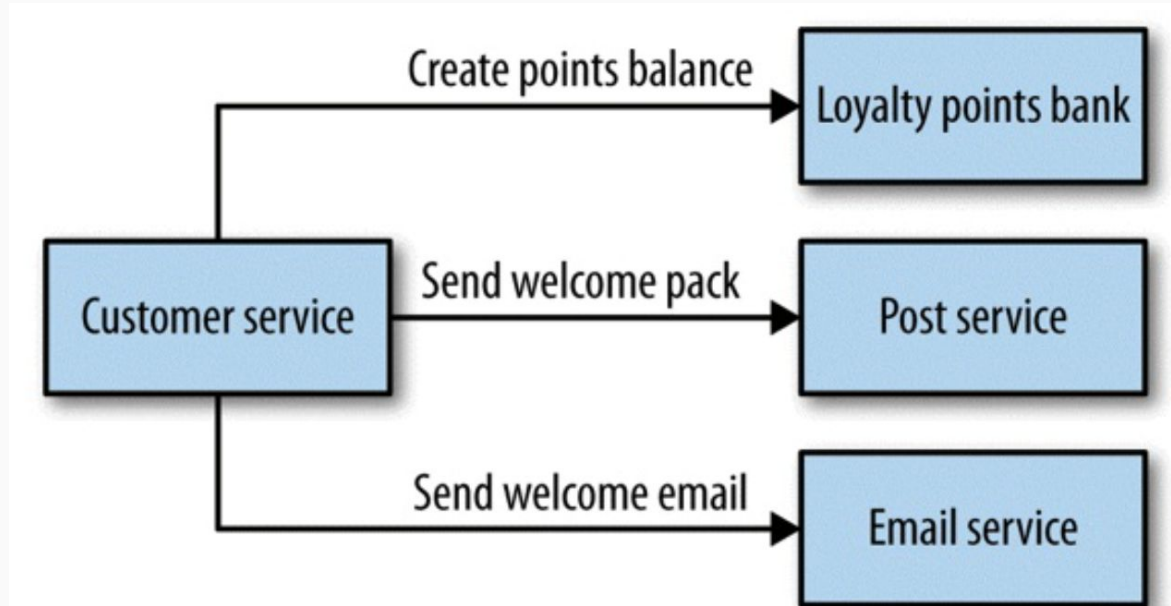 Create points balance
Loyalty points bank
Customer service
Send welcome pack
Post service
Send welcome email
Email service